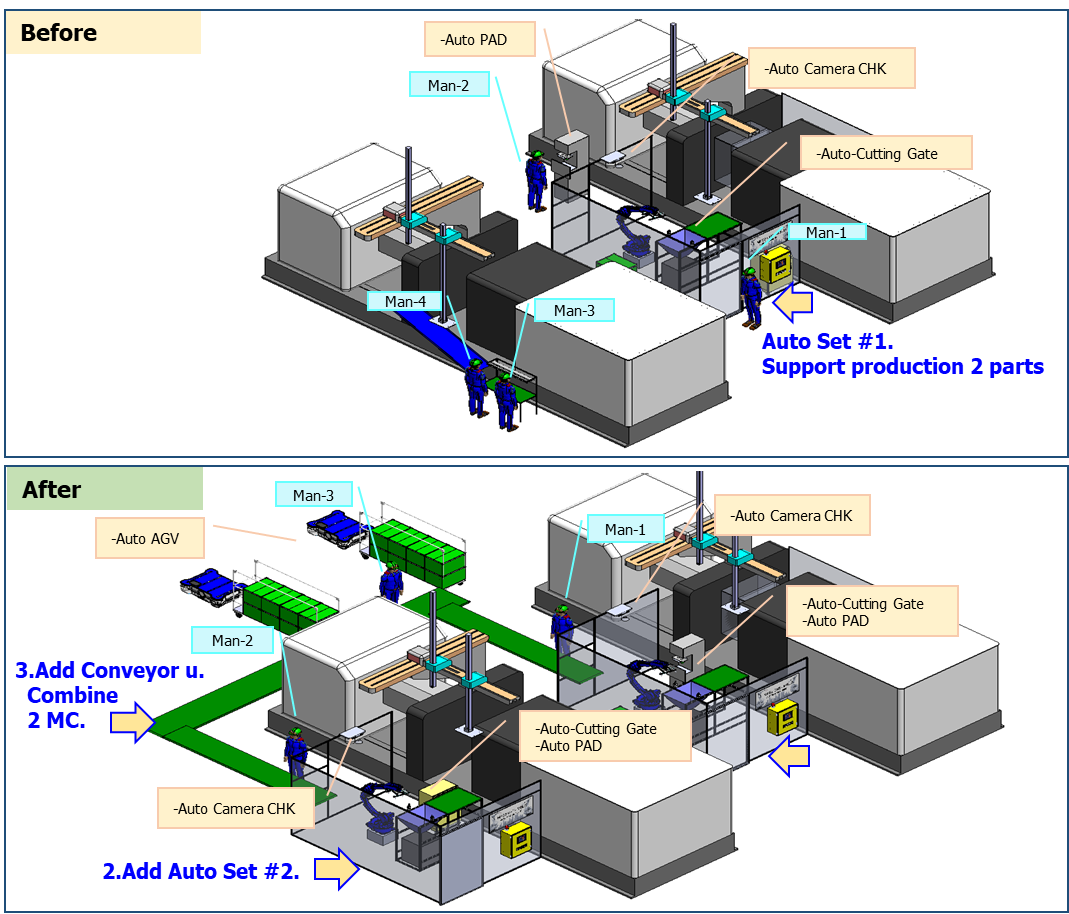 Before
-Auto PAD
-Auto Camera CHK
Man-2
-Auto-Cutting Gate
Man-1
Man-4
Man-3
Auto Set #1.
Support production 2 parts
After
Man-3
-Auto AGV
Man-1
-Auto Camera CHK
-Auto-Cutting Gate
-Auto PAD
Man-2
3.Add Conveyor u.
Combine
2 MC.
-Auto-Cutting Gate
-Auto PAD
-Auto Camera CHK
2.Add Auto Set #2.